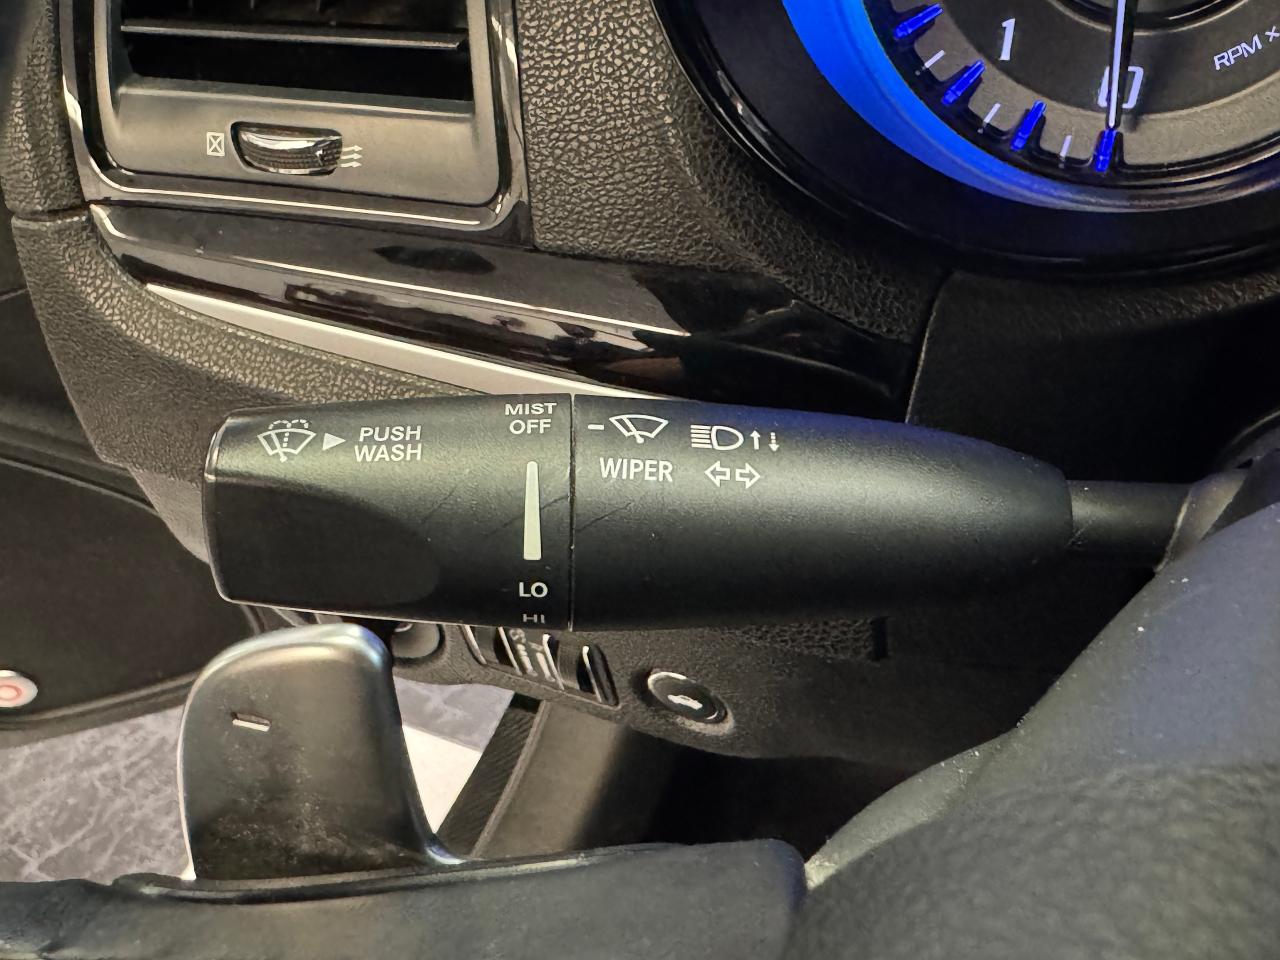 1
0
RPM x
MIST
OFF
PUSH
WASH
WIPER
LO
HI